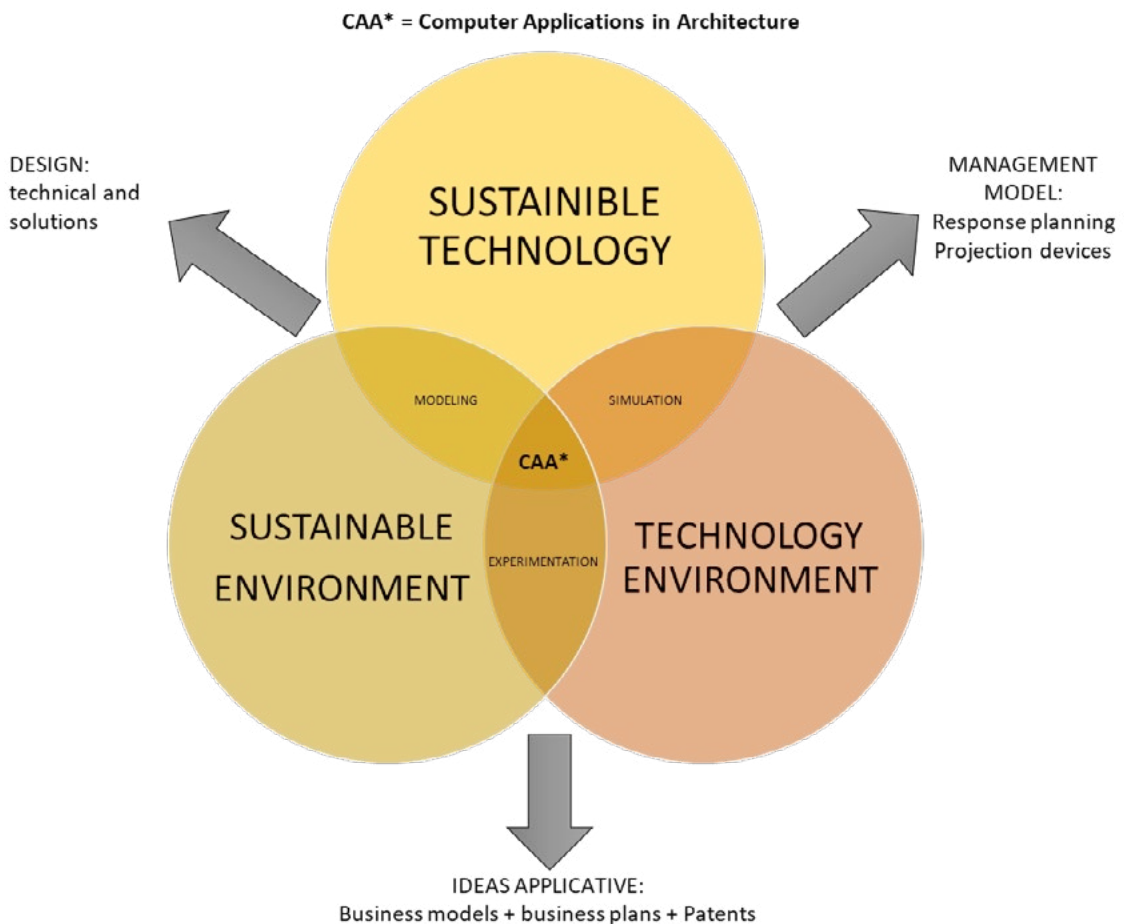 CAA* = Computer Applications in Architecture
DESIGN:
technical and
solutions
MANAGEMENT
MODEL:
Response planning
Projection devices
SUSTAINIBLE
TECHNOLOGY
MODELING
SIMULATION
CAA*
SUSTAINABLE
ENVIRONMENT
EXPERIMENTATION
TECHNOLOGY
ENVIRONMENT
IDEAS APPLICATIVE:
Business models + business plans + Patents